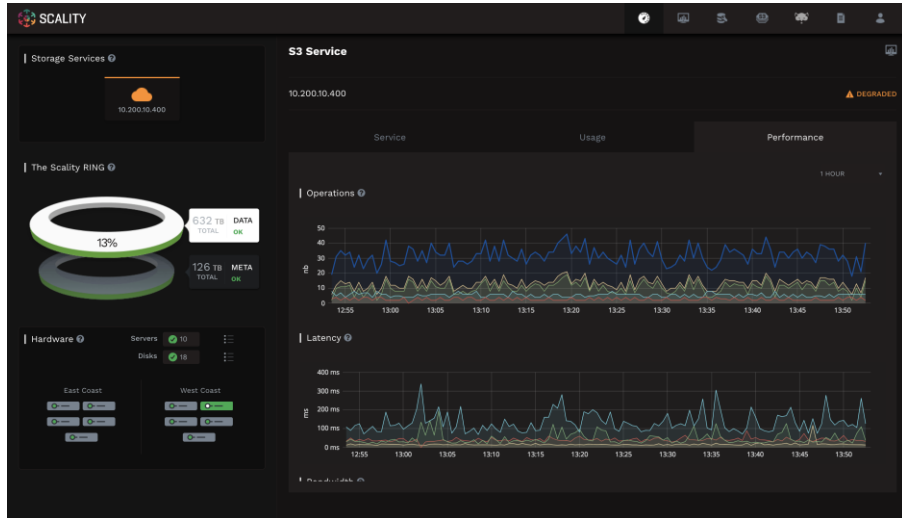 SCALITY
Storage Services
10.200.10.400
The Scality RING
13%
632 TB DATA
TOTAL OK
126 TB META
TOTAL OK
Hardware
Servers 10
Disks 18
East Coast West Coast
S3 Service
10.200.10.400 DEGRADED
Service Usage Performance
1 HOUR
Operations
nb
50
40
30
20
10
0
12:55 13:00 13:05 13:10 13:15 13:20 13:25 13:30 13:35 13:40 13:45 13:50
Latency
ms
400 ms
300 ms
200 ms
100 ms
0 ms
12:55 13:00 13:05 13:10 13:15 13:20 13:25 13:30 13:35 13:40 13:45 13:50